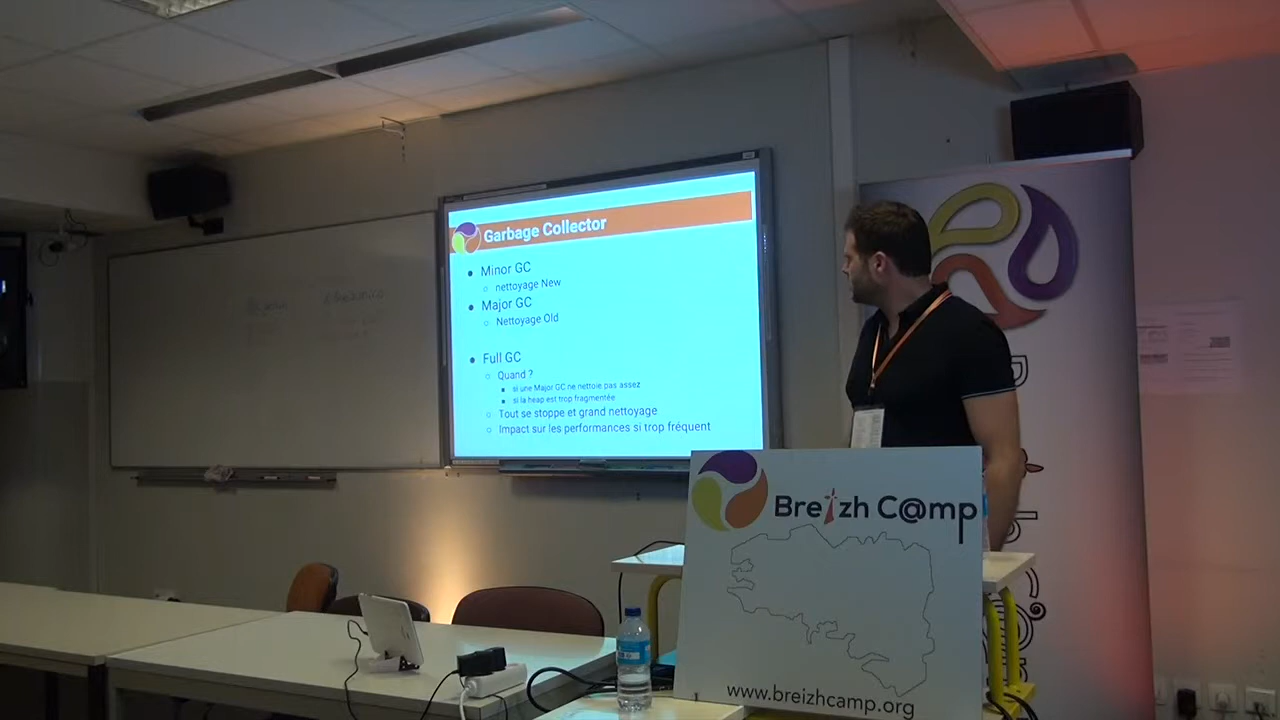 Garbage Collector
Minor GC
nettoyage New
Major GC
Nettoyage Old
Full GC
Quand ?
si une Major GC ne nettoie pas assez
si la heap est trop fragmentée
Tout se stoppe et grand nettoyage
Impact sur les performances si trop fréquent
Breizh C@mp
www.breizhcamp.org